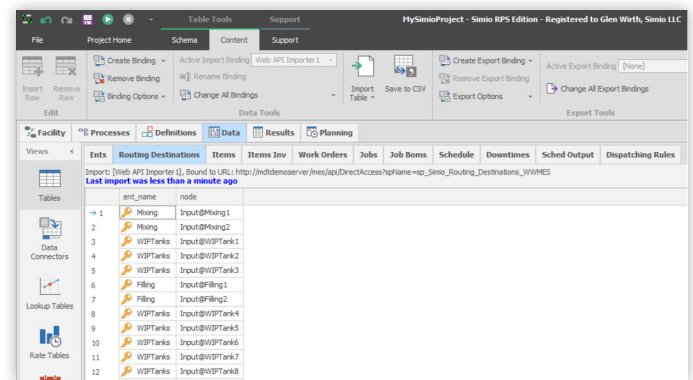 Table Tools Support MySimioProject - Simio RPS Edition - Registered to Glen Wirth, Simio LLC
File Project Home Schema Content Support
Insert Row
Remove Row
Edit
Create Binding
Remove Binding
Binding Options
Active Import Binding Web API Importer1
Rename Binding
Change All Bindings
Import Table
Save to CSV
Data Tools
Create Export Binding
Remove Export Binding
Export Options
Active Export Binding [None]
Change All Export Bindings
Export Tools
Facility Processes Definitions Data Results Planning
Views <
Tables
Data Connectors
Lookup Tables
Rate Tables
Ents Routing Destinations Items Items Inv Work Orders Jobs Job Boms Schedule Downtimes Sched Output Dispatching Rules
Import: [Web API Importer1], Bound to URL: http://mdtdemoserver/mes/api/DirectAccess?spName=sp_Simio_Routing_Destinations_WWMES
Last import was less than a minute ago
ent_name node
1 Mixing Input@Mixing1
2 Mixing Input@Mixing2
3 WIPTanks Input@WIPTank1
4 WIPTanks Input@WIPTank2
5 WIPTanks Input@WIPTank3
6 Filling Input@Filling1
7 Filling Input@Filling2
8 WIPTanks Input@WIPTank4
9 WIPTanks Input@WIPTank5
10 WIPTanks Input@WIPTank6
11 WIPTanks Input@WIPTank7
12 WIPTanks Input@WIPTank8